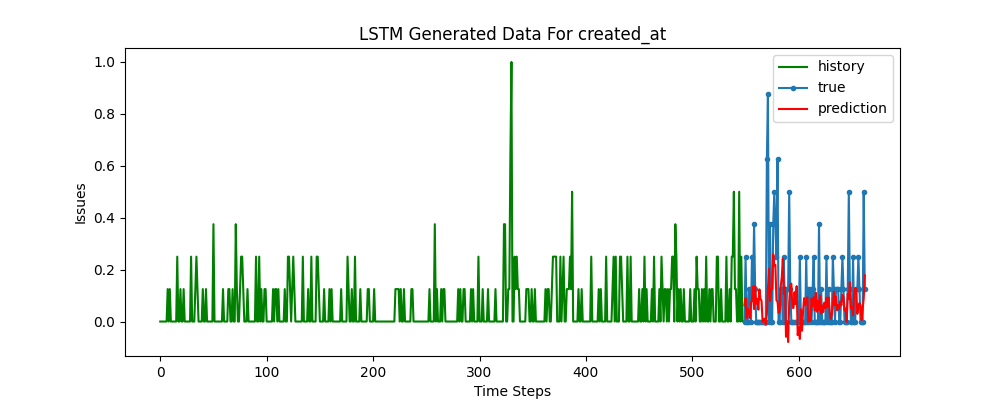 LSTM Generated Data For created_at
history
true
prediction
Issues
1.0
0.8
0.6
0.4
0.2
0.0
0 100 200 300 400 500 600
Time Steps